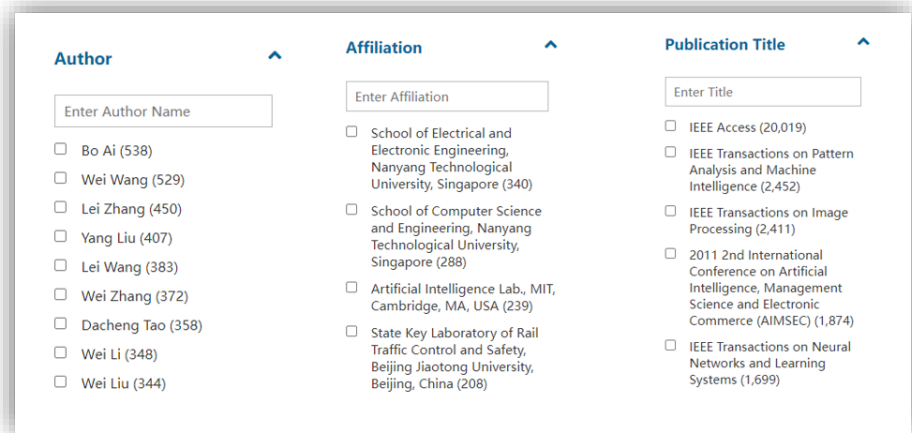 Author
Enter Author Name
Bo Ai (538)
Wei Wang (529)
Lei Zhang (450)
Yang Liu (407)
Lei Wang (383)
Wei Zhang (372)
Dacheng Tao (358)
Wei Li (348)
Wei Liu (344)
Affiliation
Enter Affiliation
School of Electrical and
Electronic Engineering,
Nanyang Technological
University, Singapore (340)
School of Computer Science
and Engineering, Nanyang
Technological University,
Singapore (288)
Artificial Intelligence Lab., MIT,
Cambridge, MA, USA (239)
State Key Laboratory of Rail
Traffic Control and Safety,
Beijing Jiaotong University,
Beijing, China (208)
Publication Title
Enter Title
IEEE Access (20,019)
IEEE Transactions on Pattern
Analysis and Machine
Intelligence (2,452)
IEEE Transactions on Image
Processing (2,411)
2011 2nd International
Conference on Artificial
Intelligence, Management
Science and Electronic
Commerce (AIMSEC) (1,874)
IEEE Transactions on Neural
Networks and Learning
Systems (1,699)